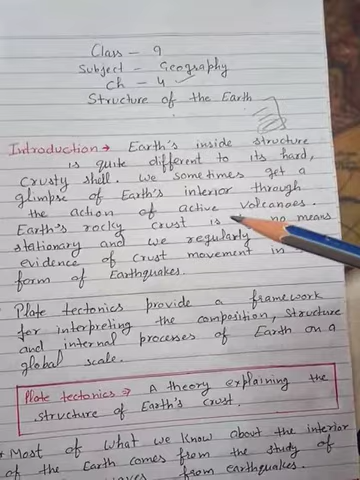 Class - 9
Subject - Geography
Ch - 4
Structure of the Earth
Introduction → Earth's inside structure
is quite different to its hard,
crusty shell. We sometimes get a
glimpse of Earth's interior through
the action of active volcanoes.
Earth's rocky crust is no means
stationary and we regularly
evidence of crust movement in
form of Earthquakes.
Plate tectonics provide a framework
for interpreting the composition, structure
and internal processes of Earth on a
global scale.
Plate tectonics → A theory explaining the
structure of Earth's crust.
* Most of what we know about the interior
of the Earth comes from the study of
from earthquakes.